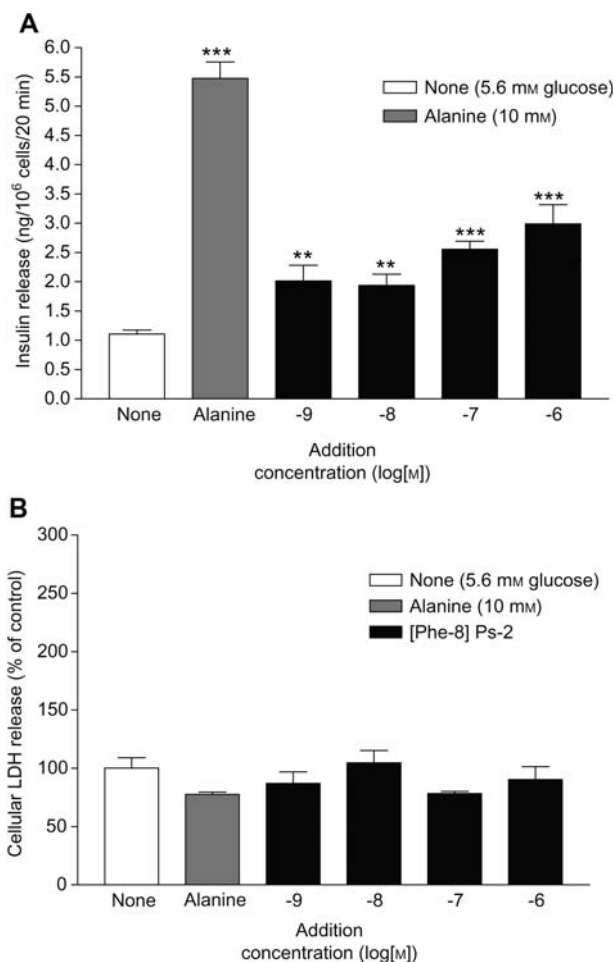 A
Insulin release (ng/10⁶ cells/20 min)
6.0
5.5
5.0
4.5
4.0
3.5
3.0
2.5
2.0
1.5
1.0
0.5
0.0
None (5.6 mM glucose)
Alanine (10 mM)
***
**
**
***
***
None
Alanine
-9
-8
-7
-6
Addition
concentration (log[M])
B
Cellular LDH release (% of control)
300
250
200
150
100
50
0
None (5.6 mM glucose)
Alanine (10 mM)
[Phe-8] Ps-2
None
Alanine
-9
-8
-7
-6
Addition
concentration (log[M])